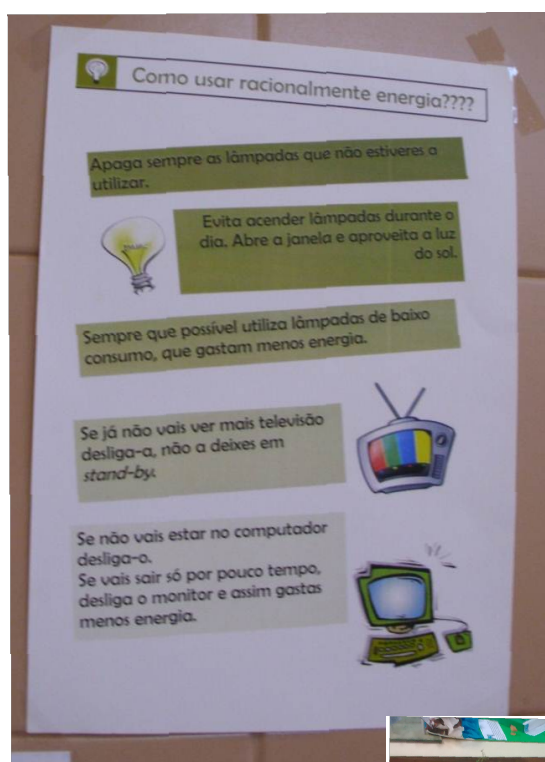 Como usar racionalmente energia????
Apaga sempre as lâmpadas que não estiveres a
utilizar.
Evita acender lâmpadas durante o
dia. Abre a janela e aproveita a luz
do sol.
Sempre que possível utiliza lâmpadas de baixo
consumo, que gastam menos energia.
Se já não vais ver mais televisão
desliga-a, não a deixes em
stand-by.
Se não vais estar no computador
desliga-o.
Se vais sair só por pouco tempo,
desliga o monitor e assim gastas
menos energia.